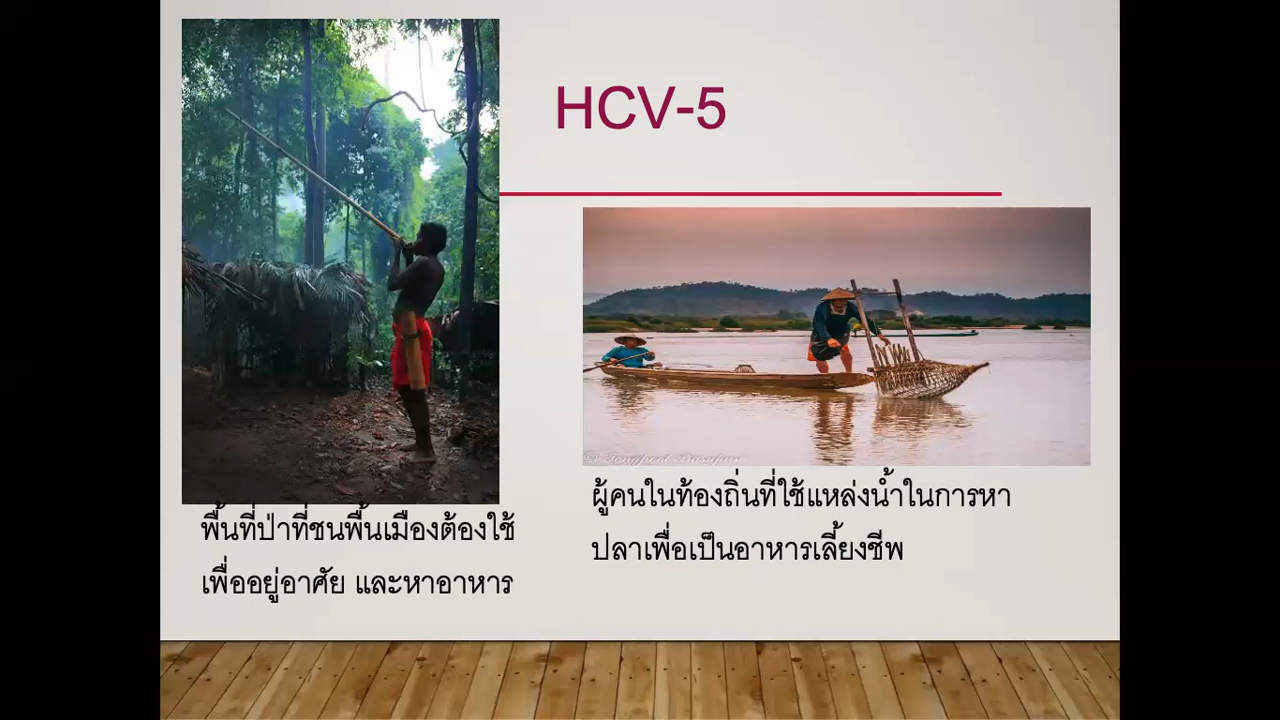 HCV-5
พื้นที่ป่าที่ชนพื้นเมืองต้องใช้
เพื่ออยู่อาศัย และหาอาหาร
ผู้คนในท้องถิ่นที่ใช้แหล่งน้ำในการหา
ปลาเพื่อเป็นอาหารเลี้ยงชีพ